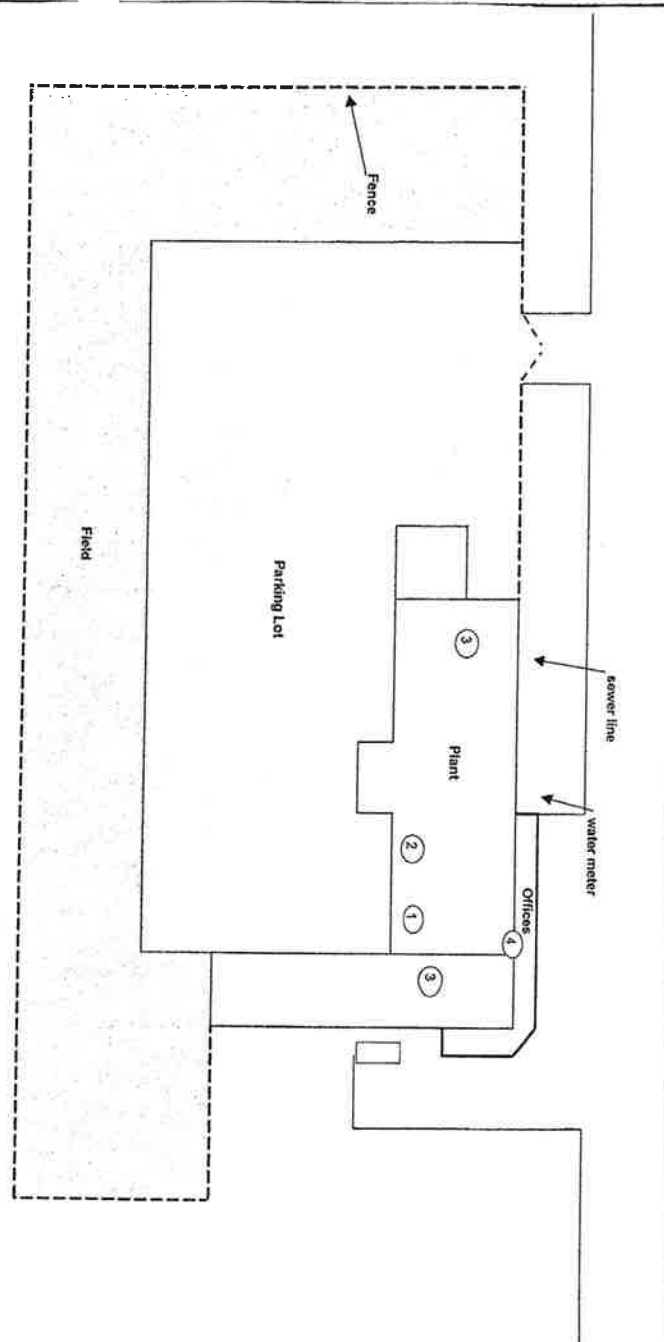 Fence
Field
Parking Lot
Plant
Offices
sewer line
water meter
3
2
1
4
3